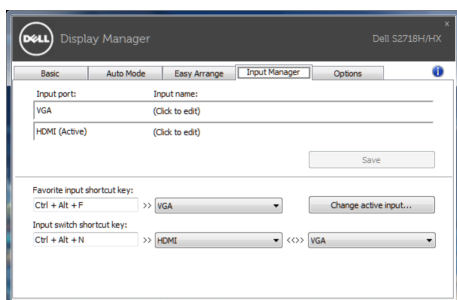 DELL Display Manager
Dell S2718H/HX
Basic Auto Mode Easy Arrange Input Manager Options
Input port: Input name:
VGA (Click to edit)
HDMI (Active) (Click to edit)
Save
Favorite input shortcut key:
Ctrl + Alt + F >> VGA Change active input...
Input switch shortcut key:
Ctrl + Alt + N >> HDMI <<>> VGA